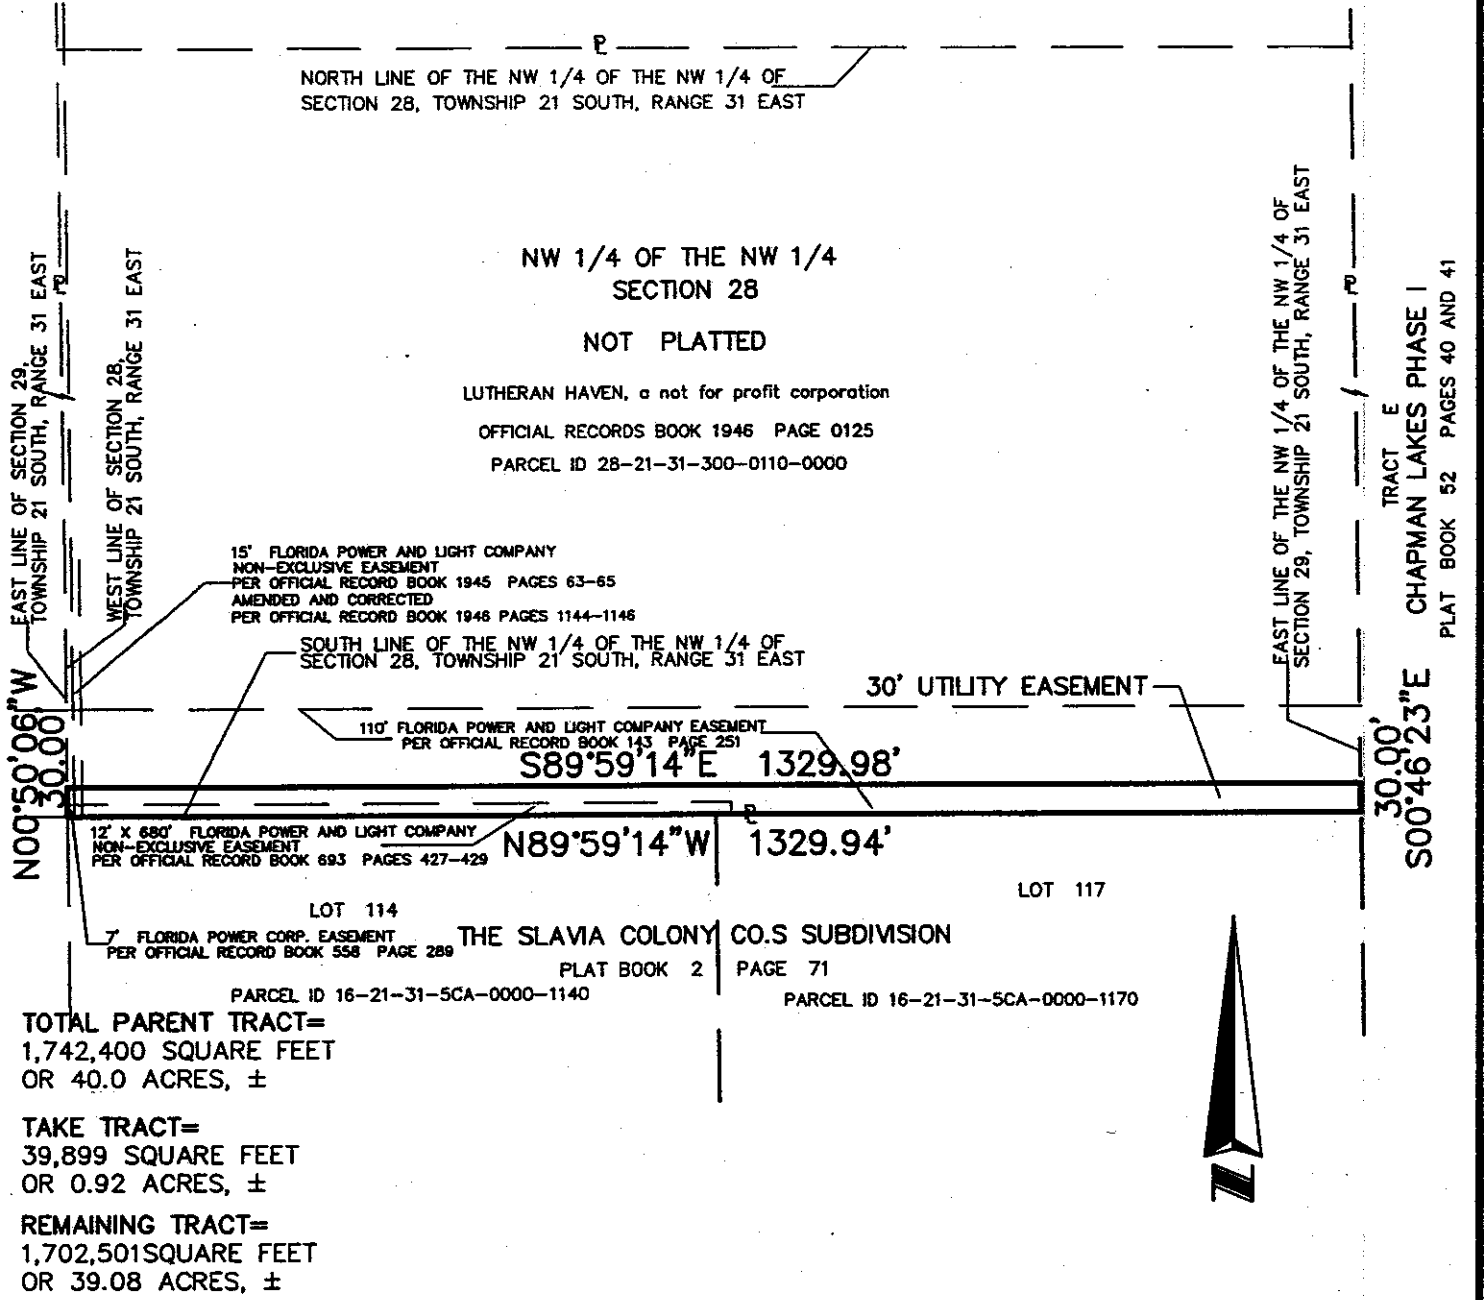 P
NORTH LINE OF THE NW 1/4 OF THE NW 1/4 OF
SECTION 28, TOWNSHIP 21 SOUTH, RANGE 31 EAST
NW 1/4 OF THE NW 1/4
SECTION 28
NOT PLATTED
LUTHERAN HAVEN, a not for profit corporation
OFFICIAL RECORDS BOOK 1946 PAGE 0125
PARCEL ID 28-21-31-300-0110-0000
EAST LINE OF SECTION 29,
TOWNSHIP 21 SOUTH, RANGE 31 EAST
P
WEST LINE OF SECTION 28,
TOWNSHIP 21 SOUTH, RANGE 31 EAST
EAST LINE OF THE NW 1/4 OF THE NW 1/4 OF
SECTION 29, TOWNSHIP 21 SOUTH, RANGE 31 EAST
P
TRACT E
CHAPMAN LAKES PHASE I
PLAT BOOK 52 PAGES 40 AND 41
15' FLORIDA POWER AND LIGHT COMPANY
NON-EXCLUSIVE EASEMENT
PER OFFICIAL RECORD BOOK 1945 PAGES 63-65
AMENDED AND CORRECTED
PER OFFICIAL RECORD BOOK 1946 PAGES 1144-1146
SOUTH LINE OF THE NW 1/4 OF THE NW 1/4 OF
SECTION 28, TOWNSHIP 21 SOUTH, RANGE 31 EAST
30' UTILITY EASEMENT
110' FLORIDA POWER AND LIGHT COMPANY EASEMENT
PER OFFICIAL RECORD BOOK 143 PAGE 251
N00°50'06"W
30.00'
S89°59'14"E 1329.98'
30.00'
S00°46'23"E
P
12' X 680' FLORIDA POWER AND LIGHT COMPANY
NON-EXCLUSIVE EASEMENT
PER OFFICIAL RECORD BOOK 693 PAGES 427-429
N89°59'14"W 1329.94'
LOT 117
LOT 114
7' FLORIDA POWER CORP. EASEMENT
PER OFFICIAL RECORD BOOK 558 PAGE 289
THE SLAVIA COLONY CO.S SUBDIVISION
PLAT BOOK 2 PAGE 71
PARCEL ID 16-21-31-5CA-0000-1140
PARCEL ID 16-21-31-5CA-0000-1170
TOTAL PARENT TRACT=
1,742,400 SQUARE FEET
OR 40.0 ACRES, ±
TAKE TRACT=
39,899 SQUARE FEET
OR 0.92 ACRES, ±
REMAINING TRACT=
1,702,501SQUARE FEET
OR 39.08 ACRES, ±
N